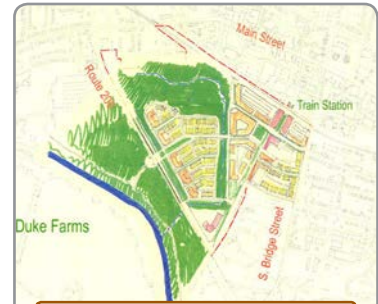 Main Street
Route 206
Train Station
Duke Farms
S. Bridge Street